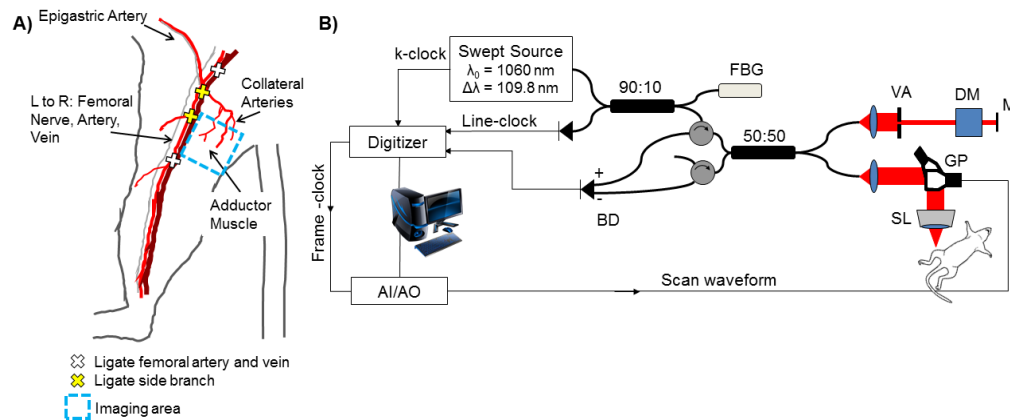 A)
Epigastric Artery
L to R: Femoral
Nerve, Artery,
Vein
Collateral
Arteries
Adductor
Muscle
Ligate femoral artery and vein
Ligate side branch
Imaging area
B)
k-clock
Swept Source
λ0 = 1060 nm
Δλ = 109.8 nm
90:10
FBG
Line-clock
Digitizer
50:50
VA
DM
M
GP
+
-
BD
SL
Frame -clock
AI/AO
Scan waveform